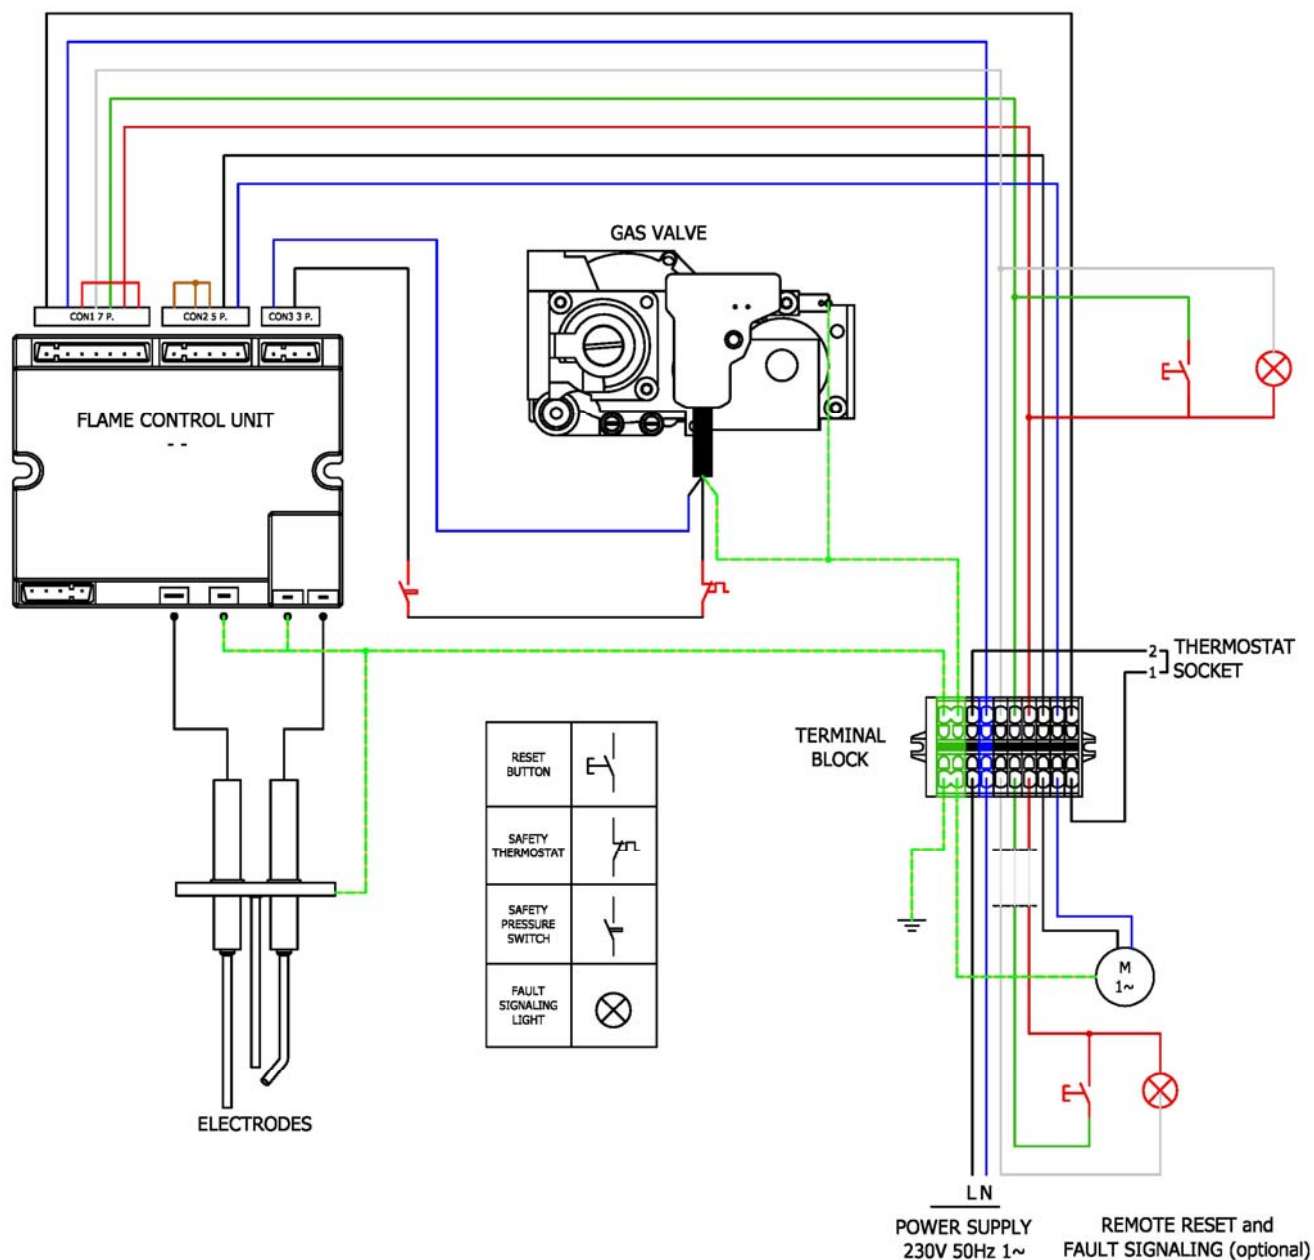 GAS VALVE
CON1 7 P.
CON2 5 P.
CON3 3 P.
FLAME CONTROL UNIT
- -
2
THERMOSTAT
1
SOCKET
TERMINAL
BLOCK
RESET
BUTTON
SAFETY
THERMOSTAT
SAFETY
PRESSURE
SWITCH
FAULT
SIGNALING
LIGHT
M
1~
ELECTRODES
L N
POWER SUPPLY
230V 50Hz 1~
REMOTE RESET and
FAULT SIGNALING (optional)